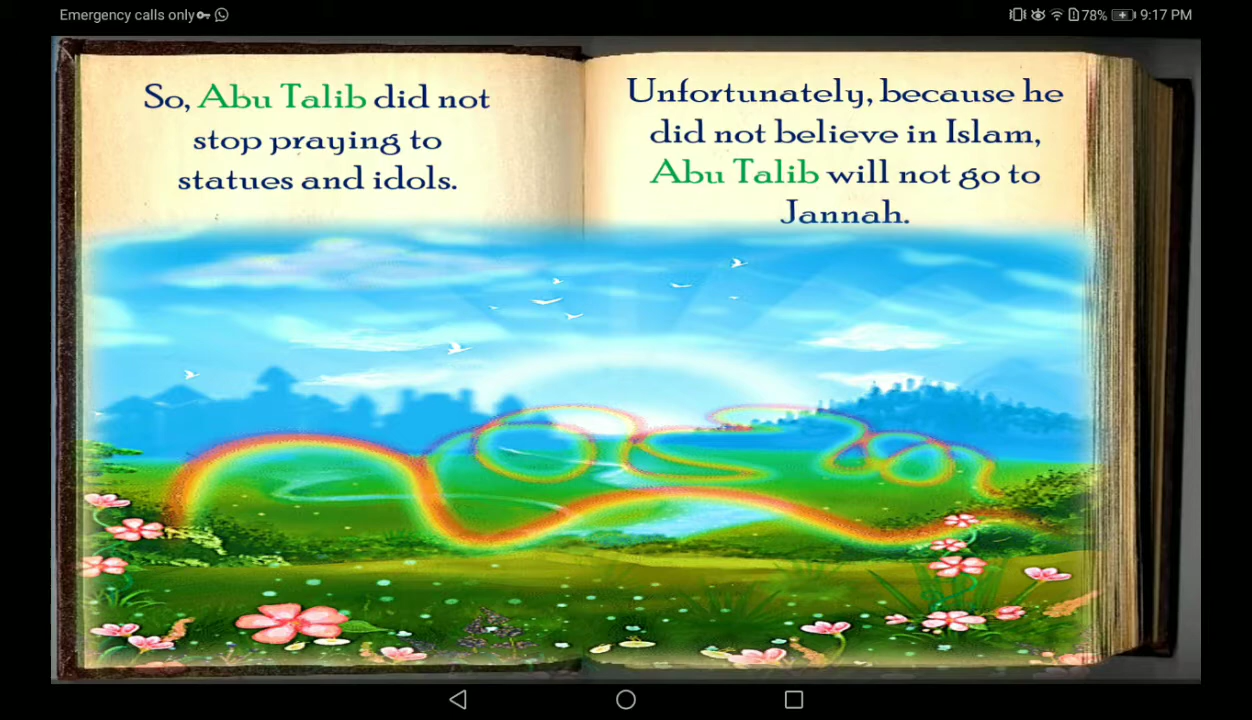 Emergency calls only
78%
9:17 PM
So, Abu Talib did not
stop praying to
statues and idols.
Unfortunately, because he
did not believe in Islam,
Abu Talib will not go to
Jannah.